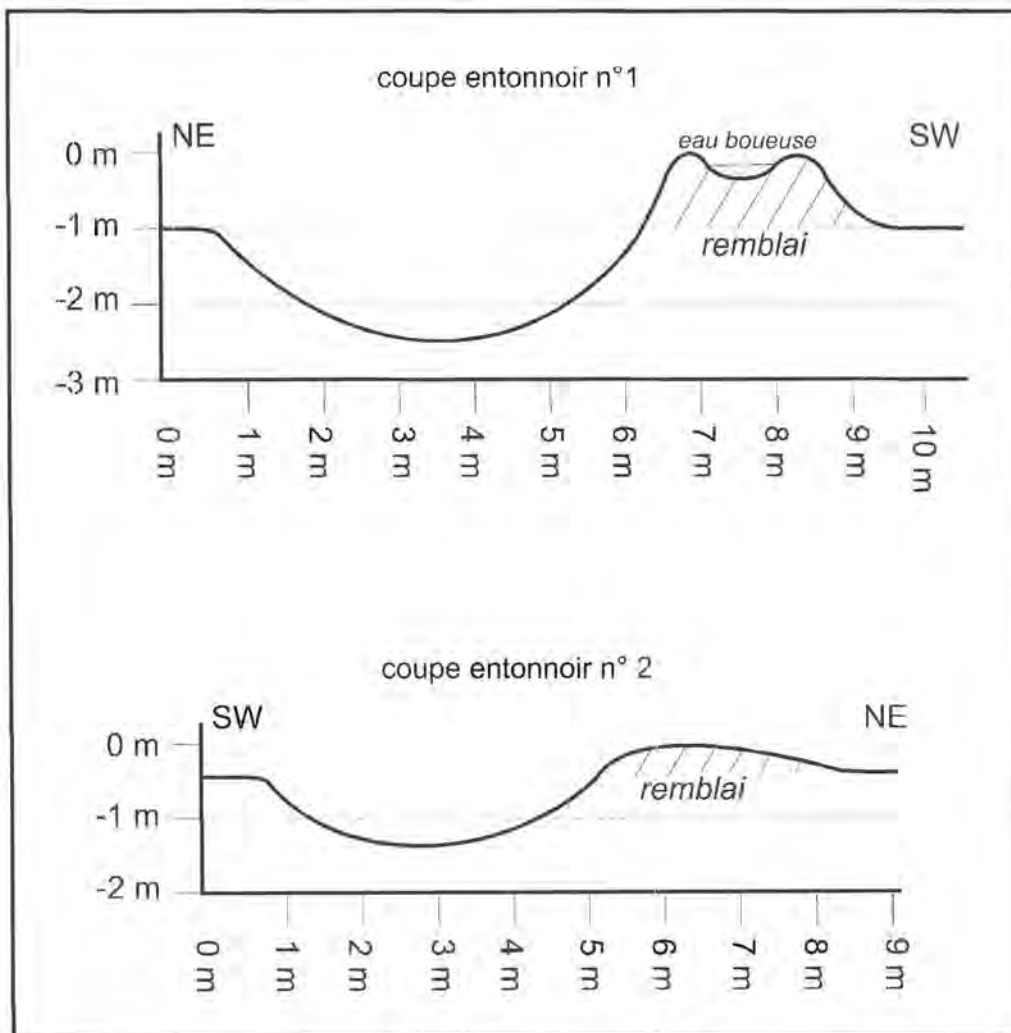 coupe entonnoir n°1
NE
SW
0 m
eau boueuse
-1 m
remblai
-2 m
-3 m
0 m
1 m
2 m
3 m
4 m
5 m
6 m
7 m
8 m
9 m
10 m
coupe entonnoir n° 2
SW
NE
0 m
remblai
-1 m
-2 m
0 m
1 m
2 m
3 m
4 m
5 m
6 m
7 m
8 m
9 m